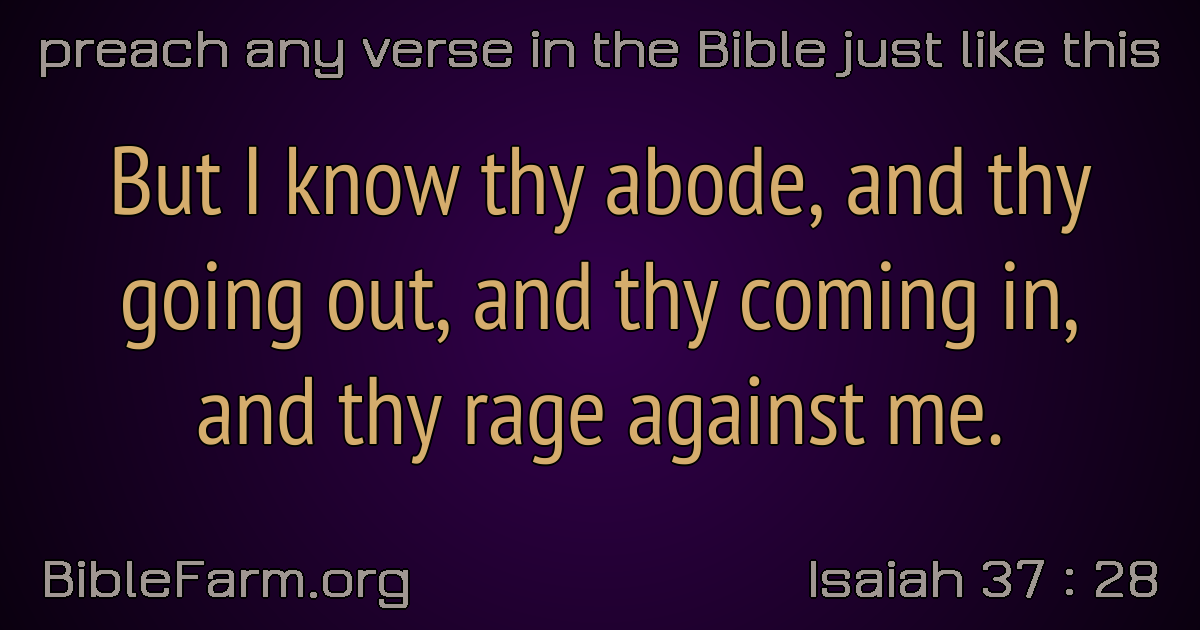 preach any verse in the Bible just like this
But I know thy abode, and thy
going out, and thy coming in,
and thy rage against me.
BibleFarm.org
Isaiah 37 : 28